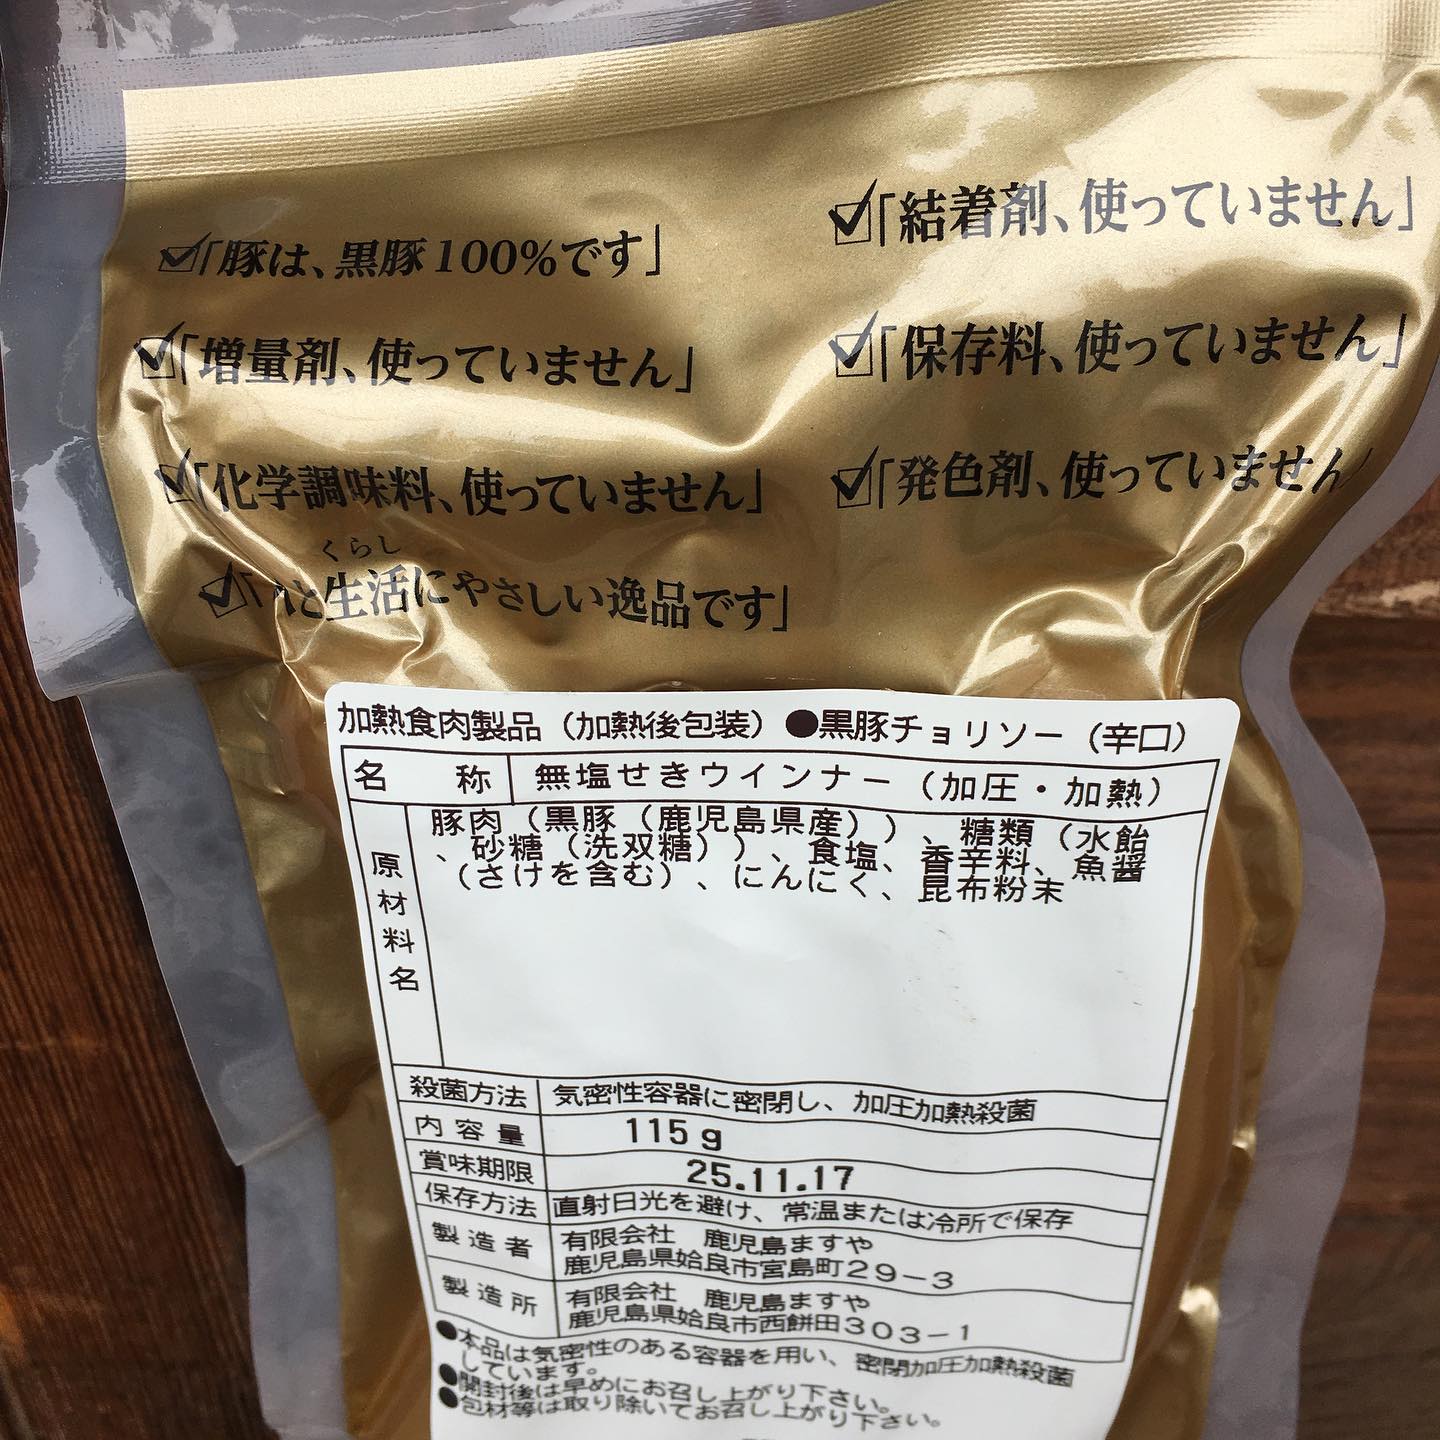 「豚は、黒豚100%です」
「増量剤、使っていません」
「化学調味料、使っていません」
くらし
と生活にやさしい逸品です」
「結着剤、使っていません」
「保存料、使っていません」
「発色剤、使っていません
加熱食肉製品（加熱後包装）●黒豚チョリソー（辛口）
名称 無塩せきウインナー（加圧・加熱）
原材料名
豚肉（黒豚（鹿児島県産））、糖類（水飴
、砂糖（洗双糖））、食塩、香辛料、魚醤
（さけを含む）、にんにく、昆布粉末
殺菌方法 気密性容器に密閉し、加圧加熱殺菌
内容量 115g
賞味期限 25.11.17
保存方法 直射日光を避け、常温または冷所で保存
製造者 有限会社 鹿児島ますや
鹿児島県姶良市宮島町29-3
製造所 有限会社 鹿児島ますや
鹿児島県姶良市西餅田303-1
●本品は気密性のある容器を用い、密閉加圧加熱殺菌
しています。
●開封後は早めにお召し上がり下さい。
●包材等は取り除いてお召し上がり下さい。